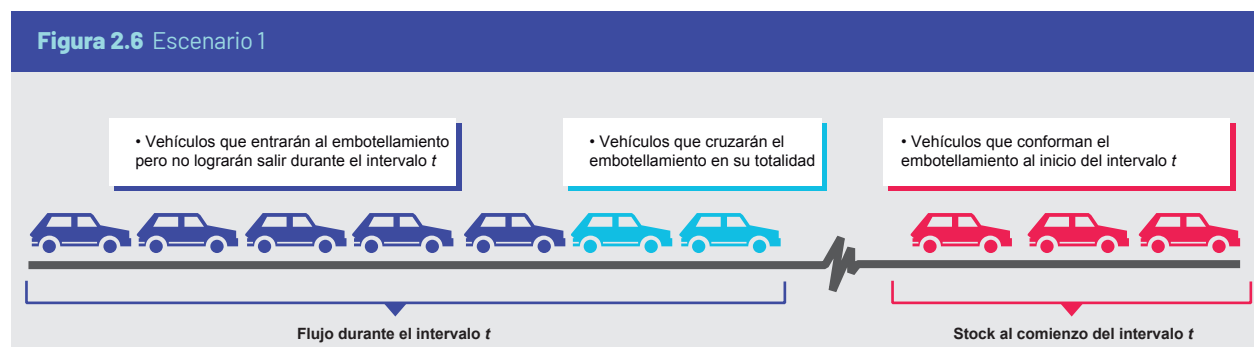 Figura 2.6 Escenario 1
• Vehículos que entrarán al embotellamiento
pero no lograrán salir durante el intervalo t
• Vehículos que cruzarán el
embotellamiento en su totalidad
• Vehículos que conforman el
embotellamiento al inicio del intervalo t
Flujo durante el intervalo t
Stock al comienzo del intervalo t